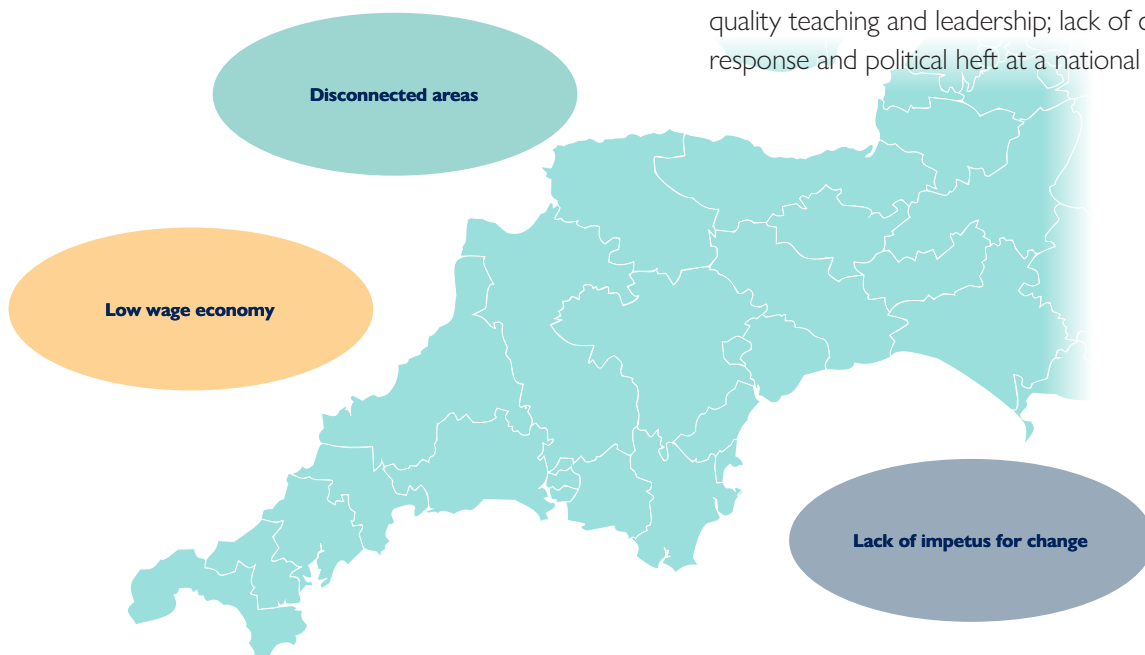 quality teaching and leadership; lack of
response and political heft at a national
Disconnected areas
Low wage economy
Lack of impetus for change